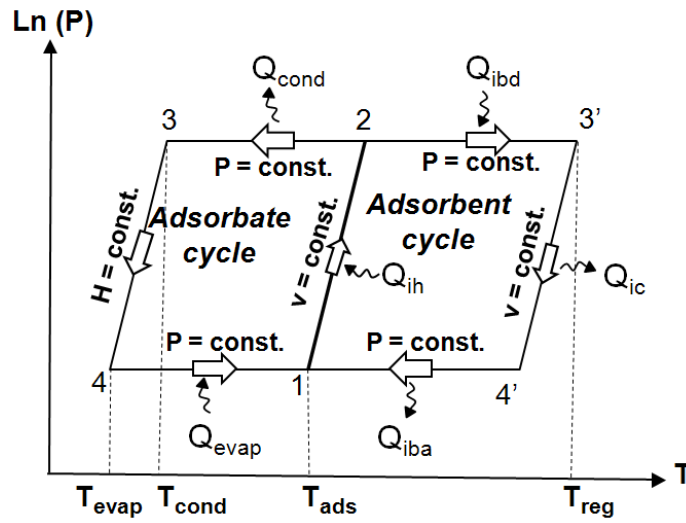 Ln (P)
Q_cond
Q_ibd
3
2
3’
P = const.
P = const.
Adsorbate
cycle
Adsorbent
cycle
H = const.
v = const.
v = const.
Q_ih
Q_ic
P = const.
P = const.
4
1
4’
Q_evap
Q_iba
T
T_evap
T_cond
T_ads
T_reg